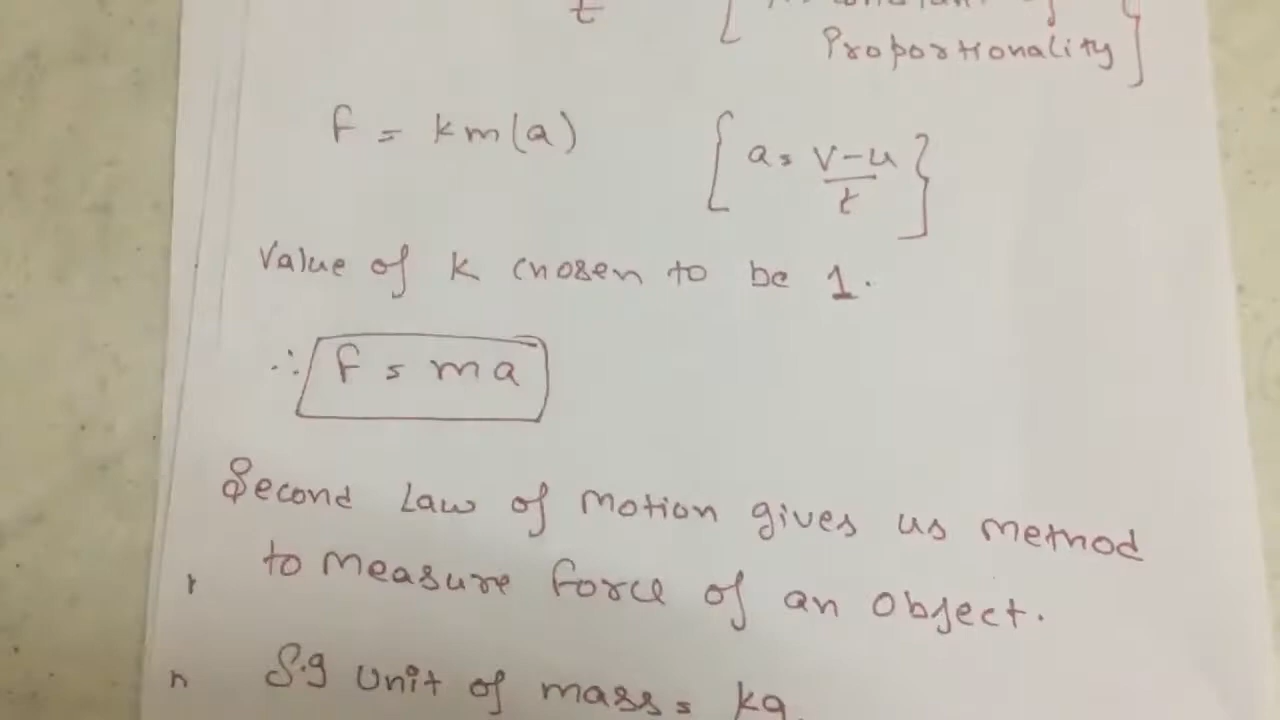 t
Proportionality }
F = km(a) [ a = v-u/t }
Value of k chosen to be 1.
∴ F = ma
Second Law of Motion gives us method
to measure force of an object.
S.I Unit of mass = kg.